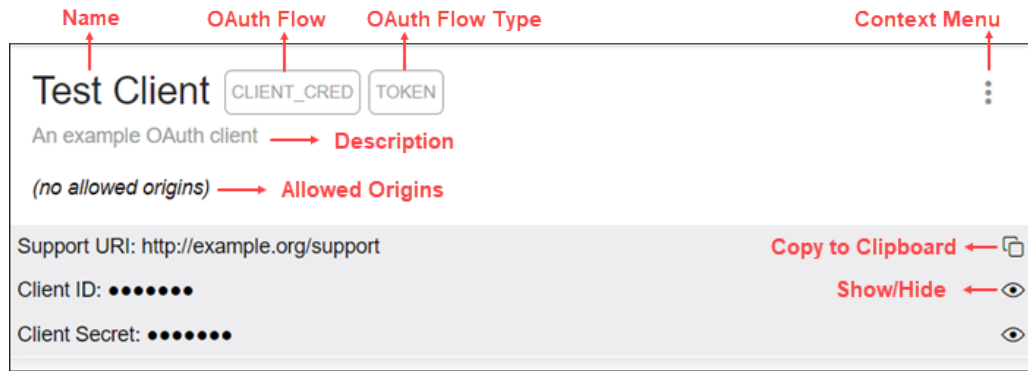 Name OAuth Flow OAuth Flow Type Context Menu
Test Client CLIENT_CRED TOKEN
An example OAuth client Description
(no allowed origins) Allowed Origins
Support URI: http://example.org/support Copy to Clipboard
Client ID: ●●●●●●● Show/Hide
Client Secret: ●●●●●●●